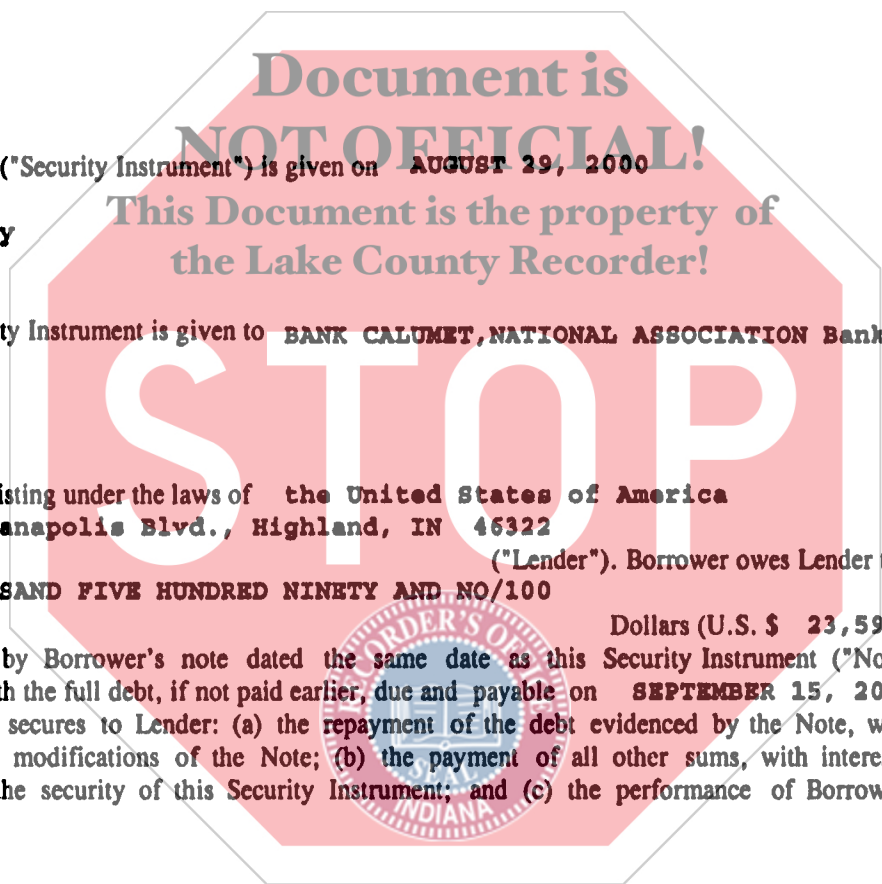 Document is
NOT OFFICIAL!
("Security Instrument") is given on AUGUST 29, 2000
This Document is the property of
Y
the Lake County Recorder!
ty Instrument is given to BANK CALUMET, NATIONAL ASSOCIATION Bank
STOP
isting under the laws of the United States of America
anapolis Blvd., Highland, IN 46322
("Lender"). Borrower owes Lender t
SAND FIVE HUNDRED NINETY AND NO/100
Dollars (U.S. $ 23,59
by Borrower's note dated the same date as this Security Instrument ("No
th the full debt, if not paid earlier, due and payable on SEPTEMBER 15, 20
secures to Lender: (a) the repayment of the debt evidenced by the Note, w
modifications of the Note; (b) the payment of all other sums, with intere
he security of this Security Instrument; and (c) the performance of Borrow
RECORDER'S OFFICE
SEAL
INDIANA